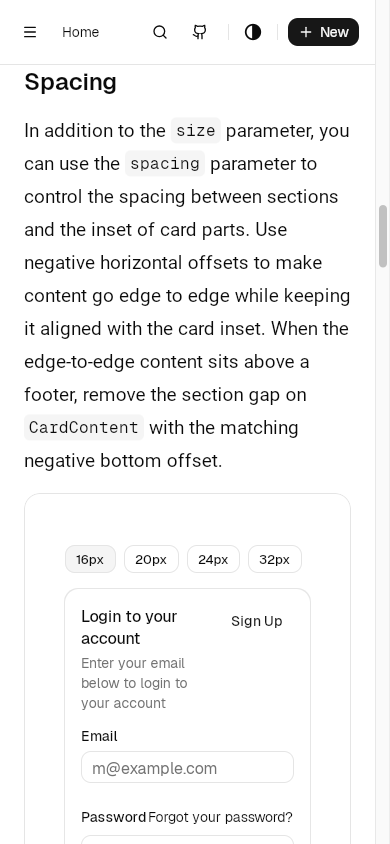 Home
New
Spacing
In addition to the size parameter, you
can use the spacing parameter to
control the spacing between sections
and the inset of card parts. Use
negative horizontal offsets to make
content go edge to edge while keeping
it aligned with the card inset. When the
edge-to-edge content sits above a
footer, remove the section gap on
CardContent with the matching
negative bottom offset.
16px 20px 24px 32px
Login to your
account
Sign Up
Enter your email
below to login to
your account
Email
m@example.com
Password Forgot your password?